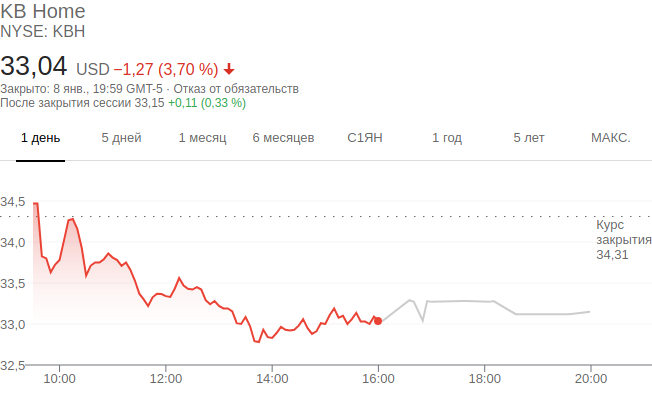 KB Home
NYSE: KBH
33,04 USD −1,27 (3,70 %)
Закрыто: 8 янв., 19:59 GMT-5 · Отказ от обязательств
После закрытия сессии 33,15 +0,11 (0,33 %)
1 день 5 дней 1 месяц 6 месяцев С1ЯН 1 год 5 лет МАКС.
34,5
Курс
закрытия
34,31
34,0
33,5
33,0
32,5
10:00 12:00 14:00 16:00 18:00 20:00